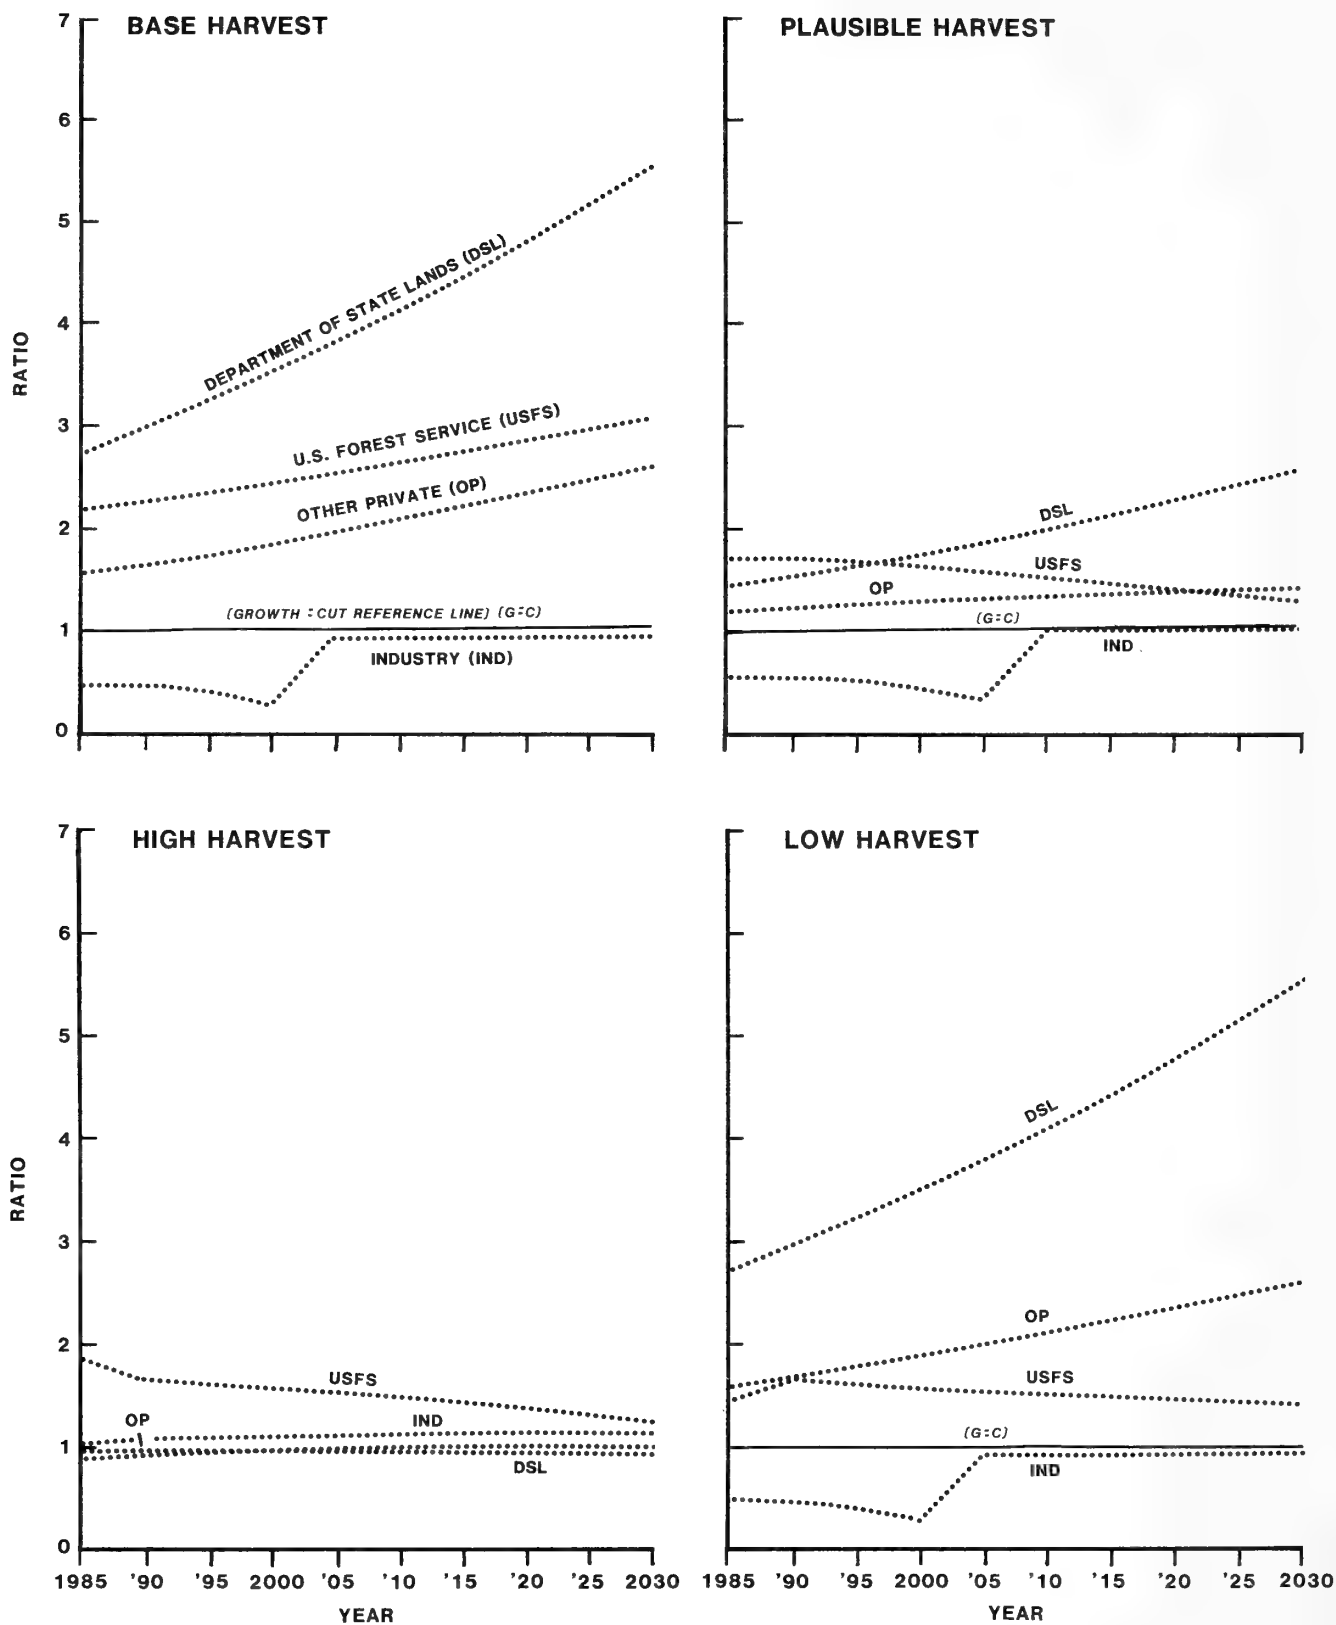 BASE HARVEST
7
6
5
4
3
2
1
0
RATIO
DEPARTMENT OF STATE LANDS (DSL)
U.S. FOREST SERVICE (USFS)
OTHER PRIVATE (OP)
(GROWTH = CUT REFERENCE LINE) (G=C)
INDUSTRY (IND)
PLAUSIBLE HARVEST
DSL
USFS
OP
(G=C)
IND
HIGH HARVEST
7
6
5
4
3
2
1
0
RATIO
USFS
OP
IND
DSL
1985 '90 '95 2000 '05 '10 '15 '20 '25 2030
YEAR
LOW HARVEST
DSL
OP
USFS
(G=C)
IND
1985 '90 '95 2000 '05 '10 '15 '20 '25 2030
YEAR